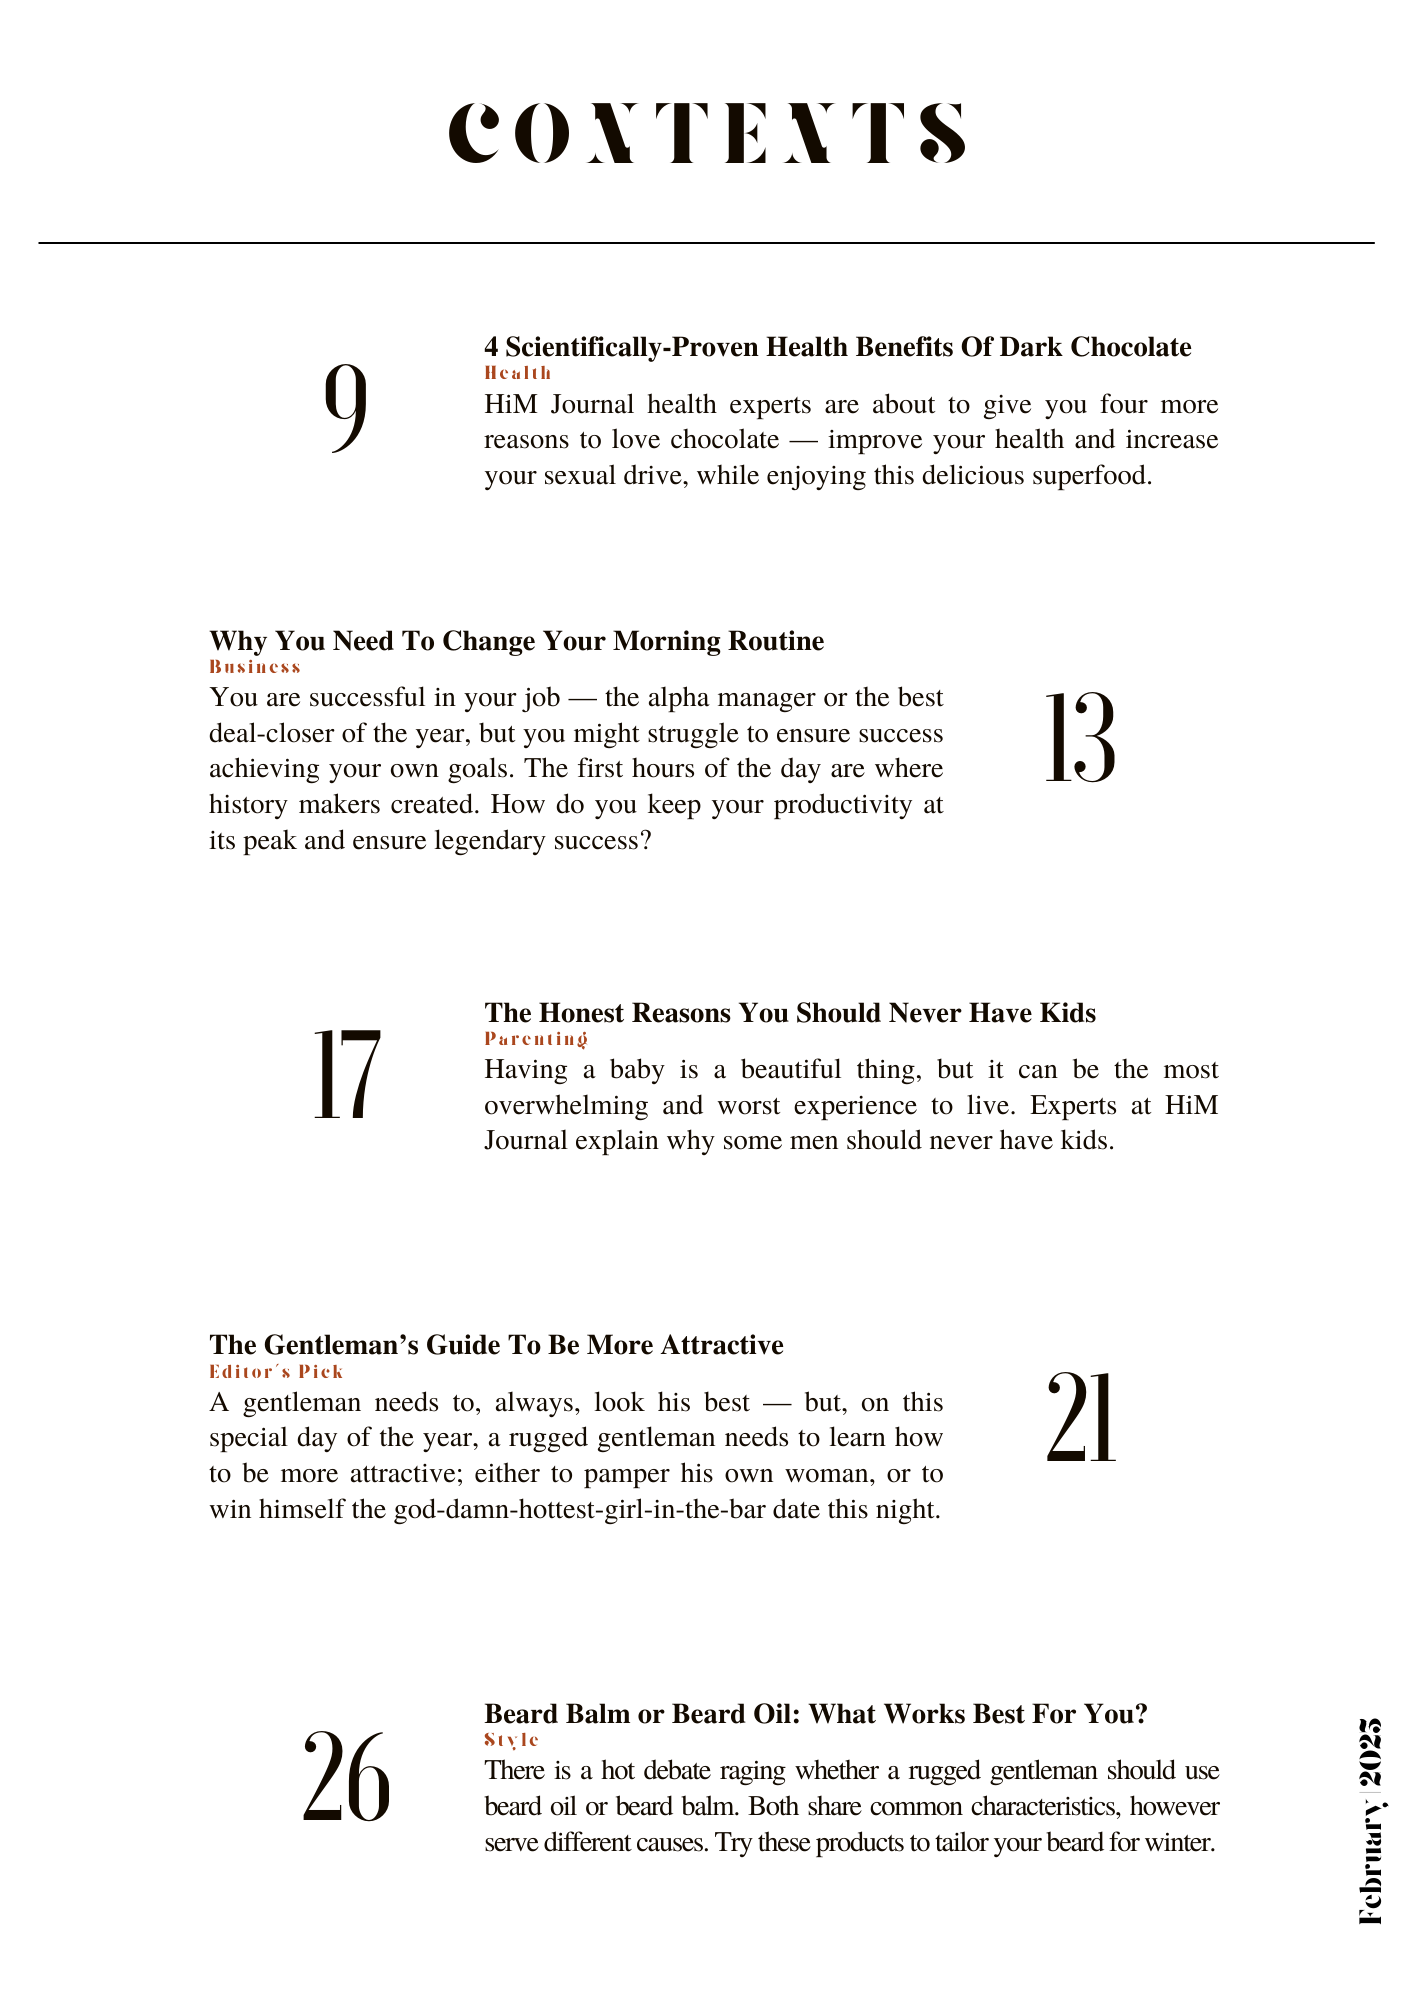 CONTENTS
9
4 Scientifically-Proven Health Benefits Of Dark Chocolate
Health
HiM Journal health experts are about to give you four more
reasons to love chocolate — improve your health and increase
your sexual drive, while enjoying this delicious superfood.
Why You Need To Change Your Morning Routine
Business
You are successful in your job — the alpha manager or the best
deal-closer of the year, but you might struggle to ensure success
achieving your own goals. The first hours of the day are where
history makers created. How do you keep your productivity at
its peak and ensure legendary success?
13
17
The Honest Reasons You Should Never Have Kids
Parenting
Having a baby is a beautiful thing, but it can be the most
overwhelming and worst experience to live. Experts at HiM
Journal explain why some men should never have kids.
The Gentleman’s Guide To Be More Attractive
Editor´s Pick
A gentleman needs to, always, look his best — but, on this
special day of the year, a rugged gentleman needs to learn how
to be more attractive; either to pamper his own woman, or to
win himself the god-damn-hottest-girl-in-the-bar date this night.
21
26
Beard Balm or Beard Oil: What Works Best For You?
Style
There is a hot debate raging whether a rugged gentleman should use
beard oil or beard balm. Both share common characteristics, however
serve different causes. Try these products to tailor your beard for winter.
February | 2025